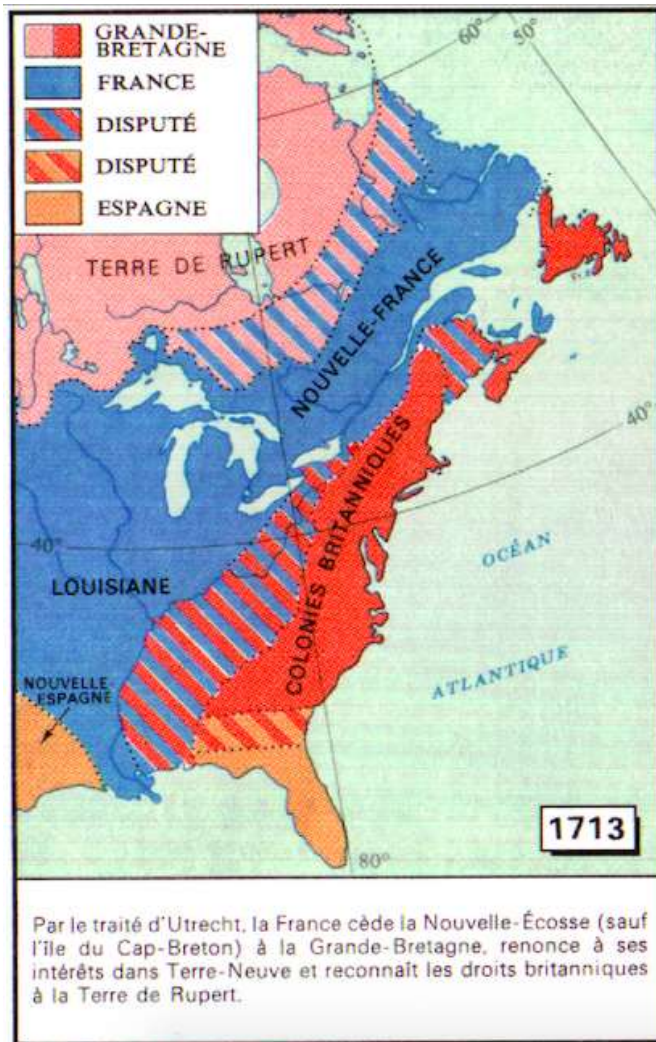 GRANDE-
BRETAGNE
FRANCE
DISPUTÉ
DISPUTÉ
ESPAGNE
60°
50°
TERRE DE RUPERT
NOUVELLE-FRANCE
40°
40°
COLONIES BRITANNIQUES
OCÉAN
LOUISIANE
ATLANTIQUE
NOUVELLE-
ESPAGNE
1713
80°
Par le traité d'Utrecht, la France cède la Nouvelle-Écosse (sauf
l'île du Cap-Breton) à la Grande-Bretagne, renonce à ses
intérêts dans Terre-Neuve et reconnaît les droits britanniques
à la Terre de Rupert.